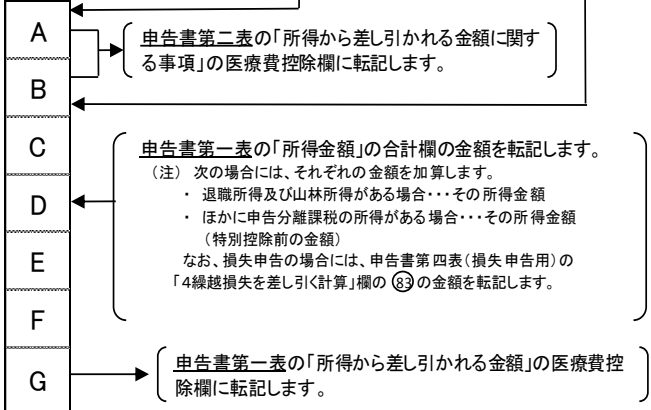 A
申告書第二表の「所得から差し引かれる金額に関す
る事項」の医療費控除欄に転記します。
B
C
申告書第一表の「所得金額」の合計欄の金額を転記します。
（注） 次の場合には、それぞれの金額を加算します。
・ 退職所得及び山林所得がある場合・・・その所得金額
D
・ ほかに申告分離課税の所得がある場合・・・その所得金額
（特別控除前の金額）
E
なお、損失申告の場合には、申告書第四表（損失申告用）の
「4繰越損失を差し引く計算」欄の ㊸の金額を転記します。
F
申告書第一表の「所得から差し引かれる金額」の医療費控
G
除欄に転記します。